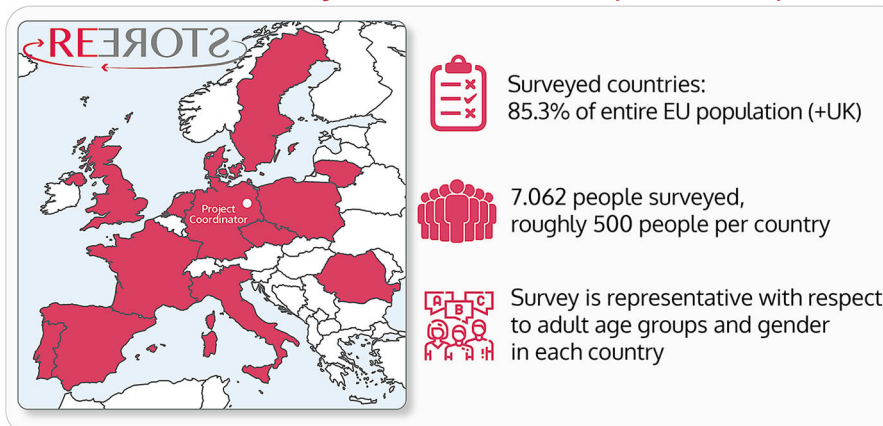 REƎЯOTƧ
Project
Coordinator
Surveyed countries:
85.3% of entire EU population (+UK)
7.062 people surveyed,
roughly 500 people per country
A B C
Survey is representative with respect
to adult age groups and gender
in each country